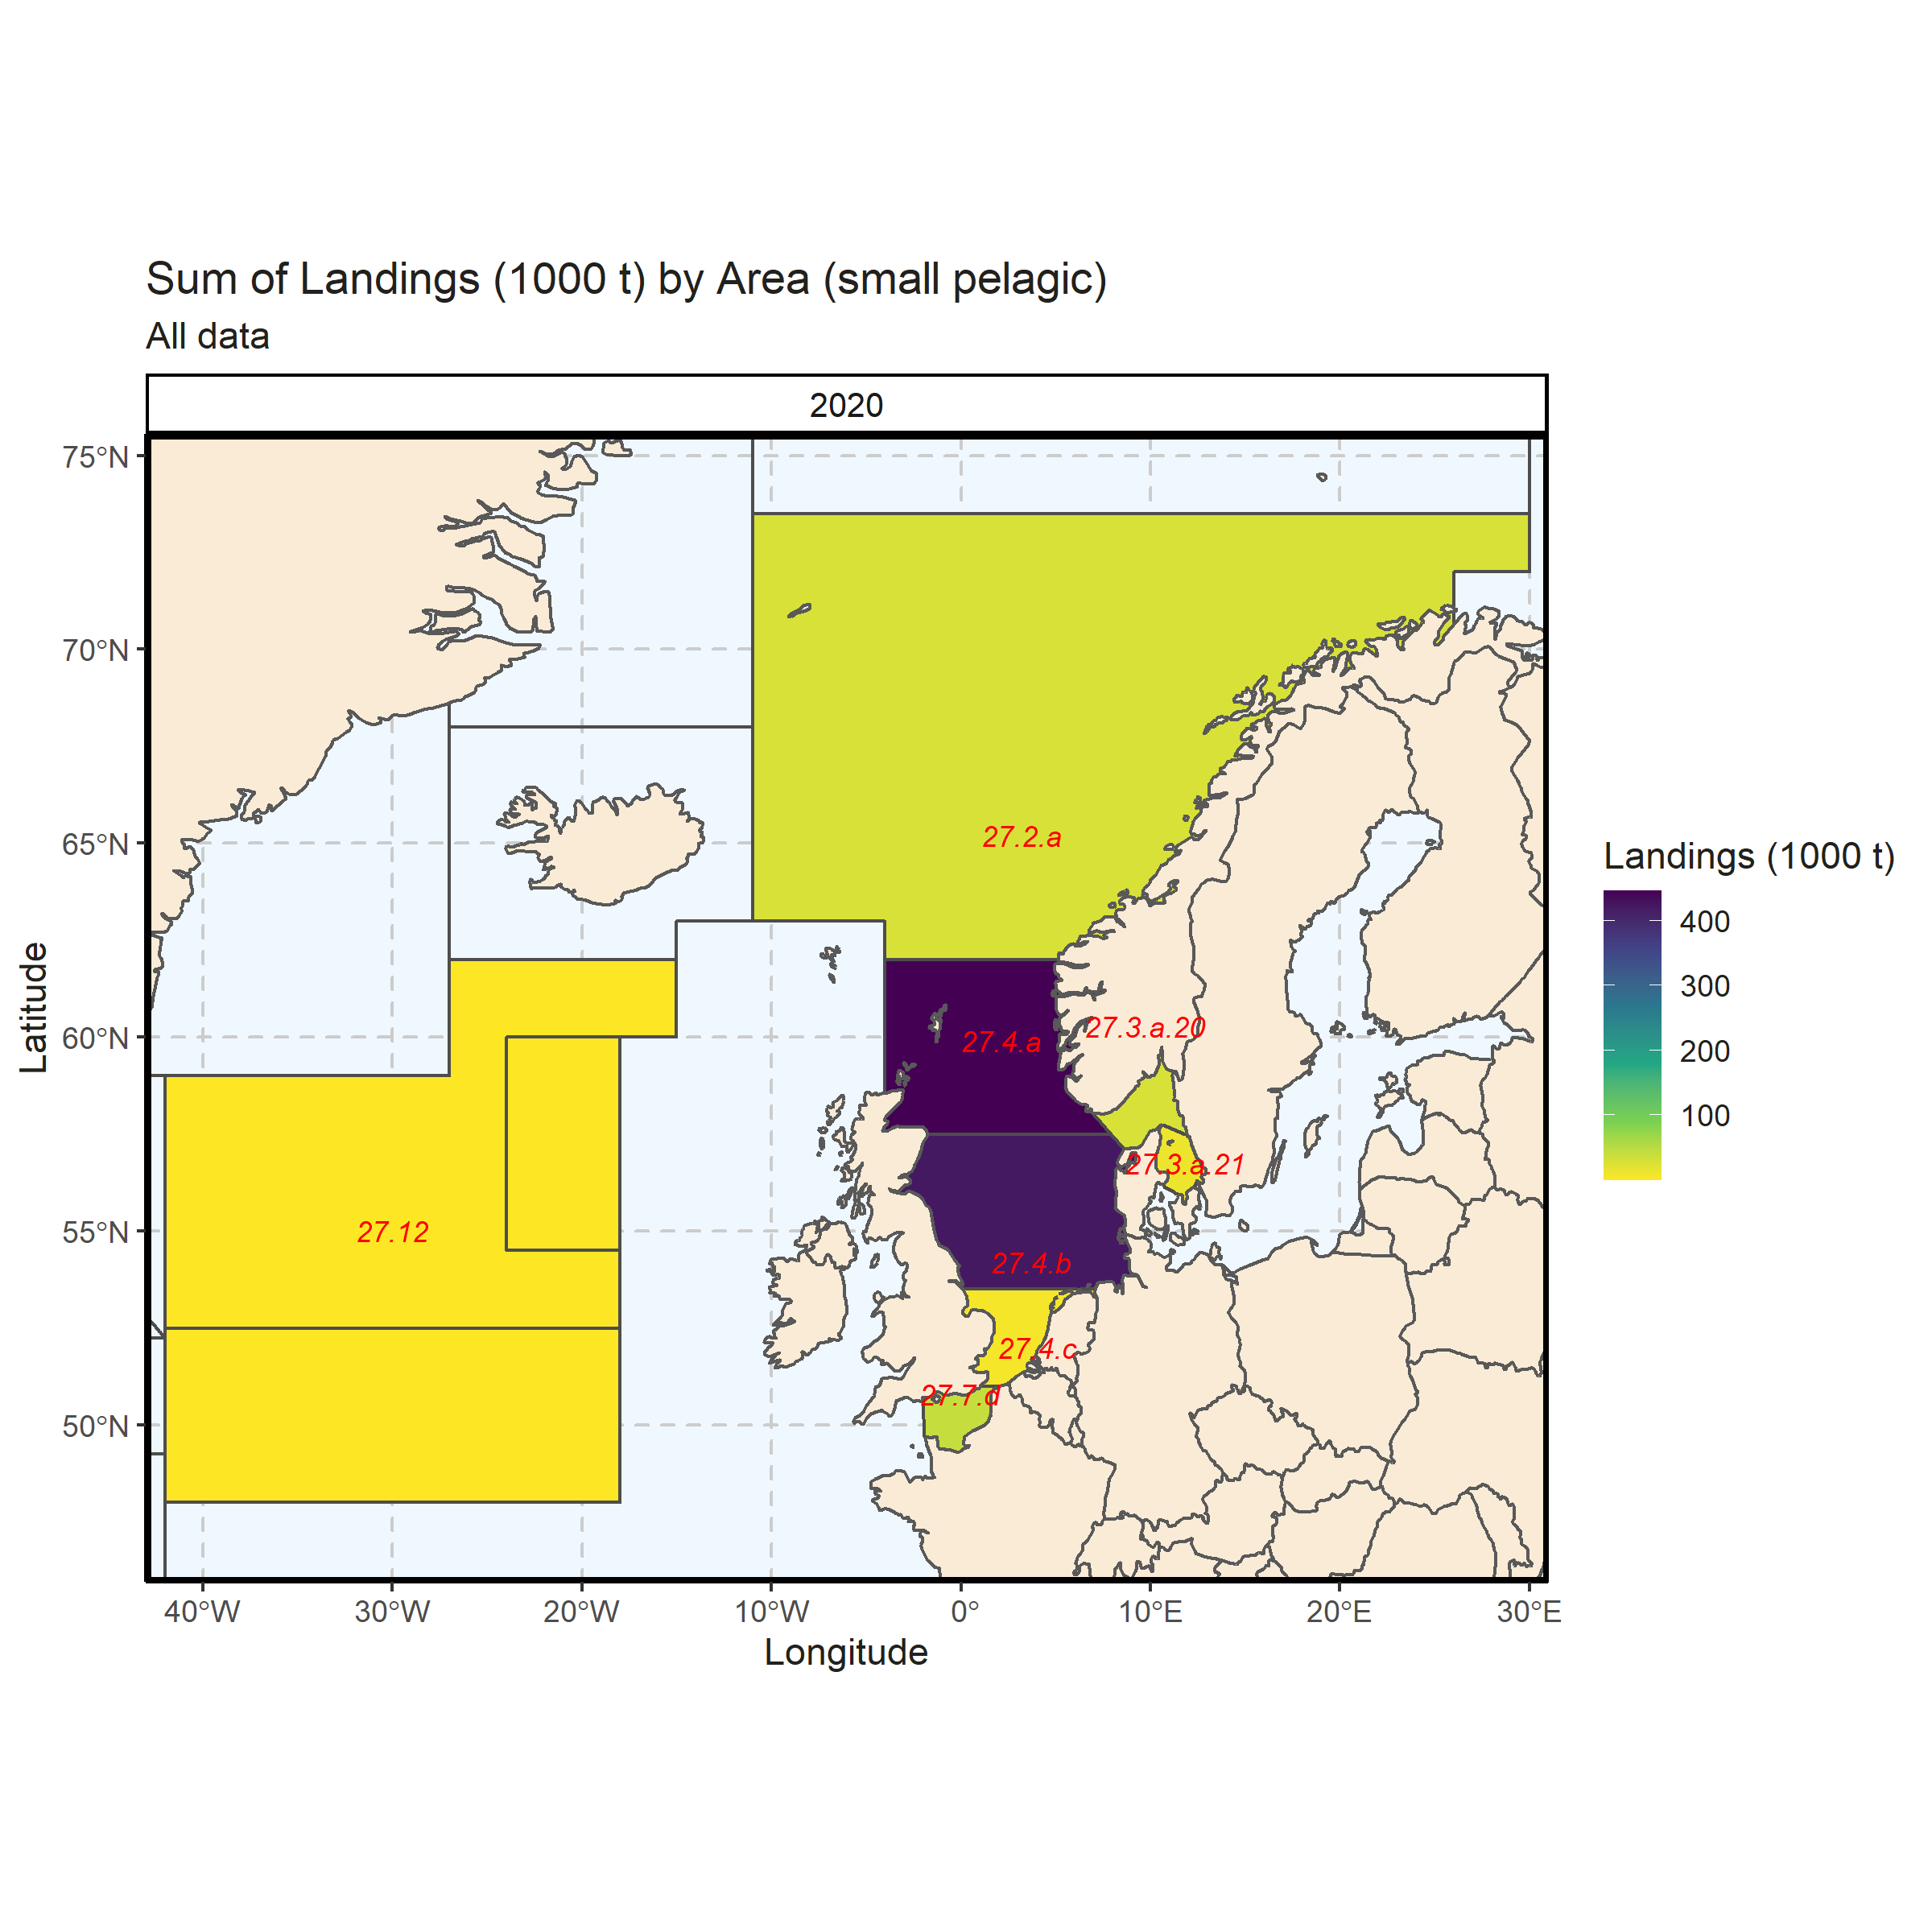 Sum of Landings (1000 t) by Area (small pelagic)
All data
2020
75°N
70°N
65°N
60°N
55°N
50°N
Latitude
27.2.a
27.3.a.20
27.4.a
27.3.a.21
27.12
27.4.b
27.4.c
27.7.d
40°W
30°W
20°W
10°W
0°
10°E
20°E
30°E
Longitude
Landings (1000 t)
400
300
200
100